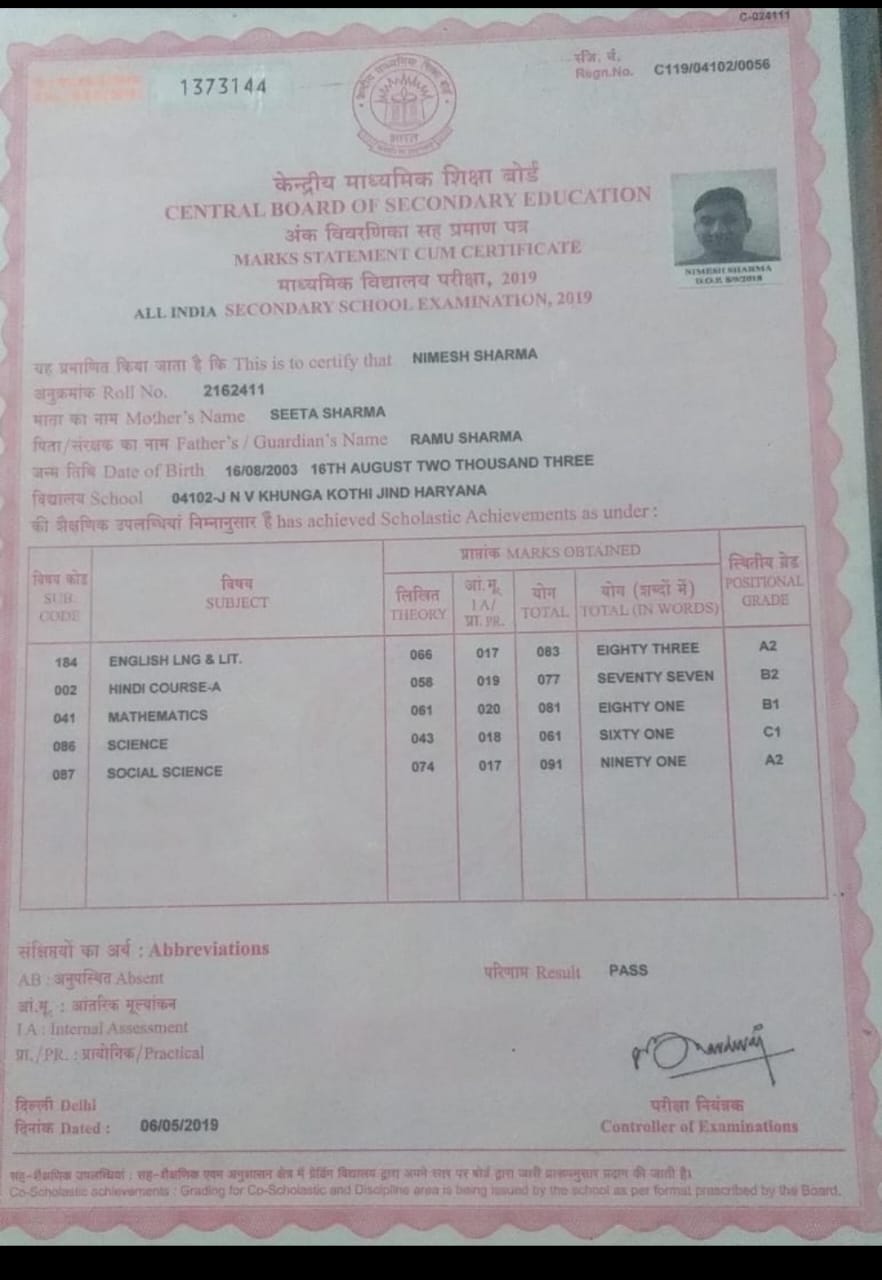 C-024111
1373144
रजि. नं.
Regn.No. C119/04102/0056
भारत
केन्द्रीय माध्यमिक शिक्षा बोर्ड
CENTRAL BOARD OF SECONDARY EDUCATION
अंक विवरणिका सह प्रमाण पत्र
MARKS STATEMENT CUM CERTIFICATE
माध्यमिक विद्यालय परीक्षा, 2019
ALL INDIA SECONDARY SCHOOL EXAMINATION, 2019
NIMESH SHARMA
D.O.P. 8/9/2018
यह प्रमाणित किया जाता है कि This is to certify that NIMESH SHARMA
अनुक्रमांक Roll No. 2162411
माता का नाम Mother's Name SEETA SHARMA
पिता/संरक्षक का नाम Father's / Guardian's Name RAMU SHARMA
जन्म तिथि Date of Birth 16/08/2003 16TH AUGUST TWO THOUSAND THREE
विद्यालय School 04102-J N V KHUNGA KOTHI JIND HARYANA
की शैक्षणिक उपलब्धियां निम्नानुसार हैं has achieved Scholastic Achievements as under :
विषय कोड SUB. CODE
विषय SUBJECT
प्राप्तांक MARKS OBTAINED
लिखित THEORY
आं.मू. I A/ प्रा. PR.
योग TOTAL
योग (शब्दों में) TOTAL (IN WORDS)
स्थितीय ग्रेड POSITIONAL GRADE
184 ENGLISH LNG & LIT. 066 017 083 EIGHTY THREE A2
002 HINDI COURSE-A 058 019 077 SEVENTY SEVEN B2
041 MATHEMATICS 061 020 081 EIGHTY ONE B1
086 SCIENCE 043 018 061 SIXTY ONE C1
087 SOCIAL SCIENCE 074 017 091 NINETY ONE A2
संक्षिप्तियों का अर्थ : Abbreviations
AB : अनुपस्थित Absent
परिणाम Result PASS
आं.मू. : आंतरिक मूल्यांकन
I.A : Internal Assessment
प्रा./PR. : प्रायोगिक/Practical
दिल्ली Delhi
दिनांक Dated : 06/05/2019
परीक्षा नियंत्रक
Controller of Examinations
सह-शैक्षणिक उपलब्धियां : सह-शैक्षणिक एवम अनुशासन क्षेत्र में ग्रेडिंग विद्यालय द्वारा अपने स्तर पर बोर्ड द्वारा जारी प्रारूपनुसार प्रदान की जाती है।
Co-Scholastic achievements : Grading for Co-Scholastic and Discipline area is being issued by the school as per format prescribed by the Board.